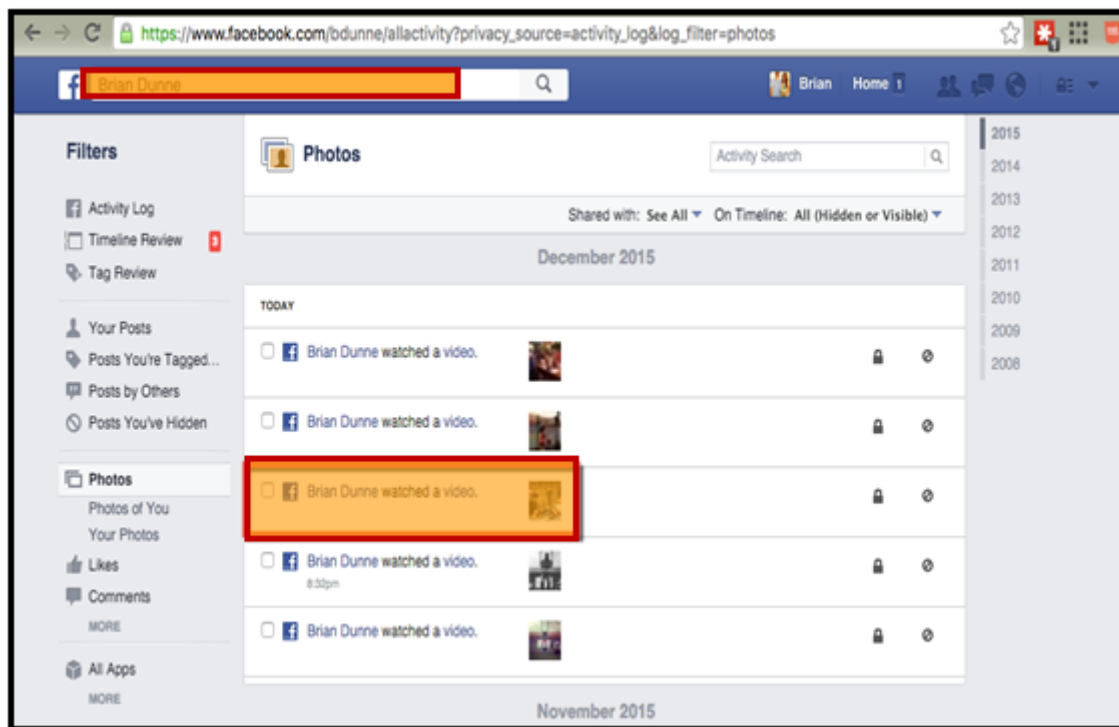 https://www.facebook.com/bdunne/allactivity?privacy_source=activity_log&log_filter=photos
Brian Dunne
Brian Home 1
Filters
Activity Log
Timeline Review 3
Tag Review
Your Posts
Posts You're Tagged...
Posts by Others
Posts You've Hidden
Photos
Photos of You
Your Photos
Likes
Comments
MORE
All Apps
MORE
Photos
Activity Search
Shared with: See All On Timeline: All (Hidden or Visible)
December 2015
TODAY
Brian Dunne watched a video.
Brian Dunne watched a video.
Brian Dunne watched a video.
Brian Dunne watched a video.
8:32pm
Brian Dunne watched a video.
November 2015
2015
2014
2013
2012
2011
2010
2009
2008